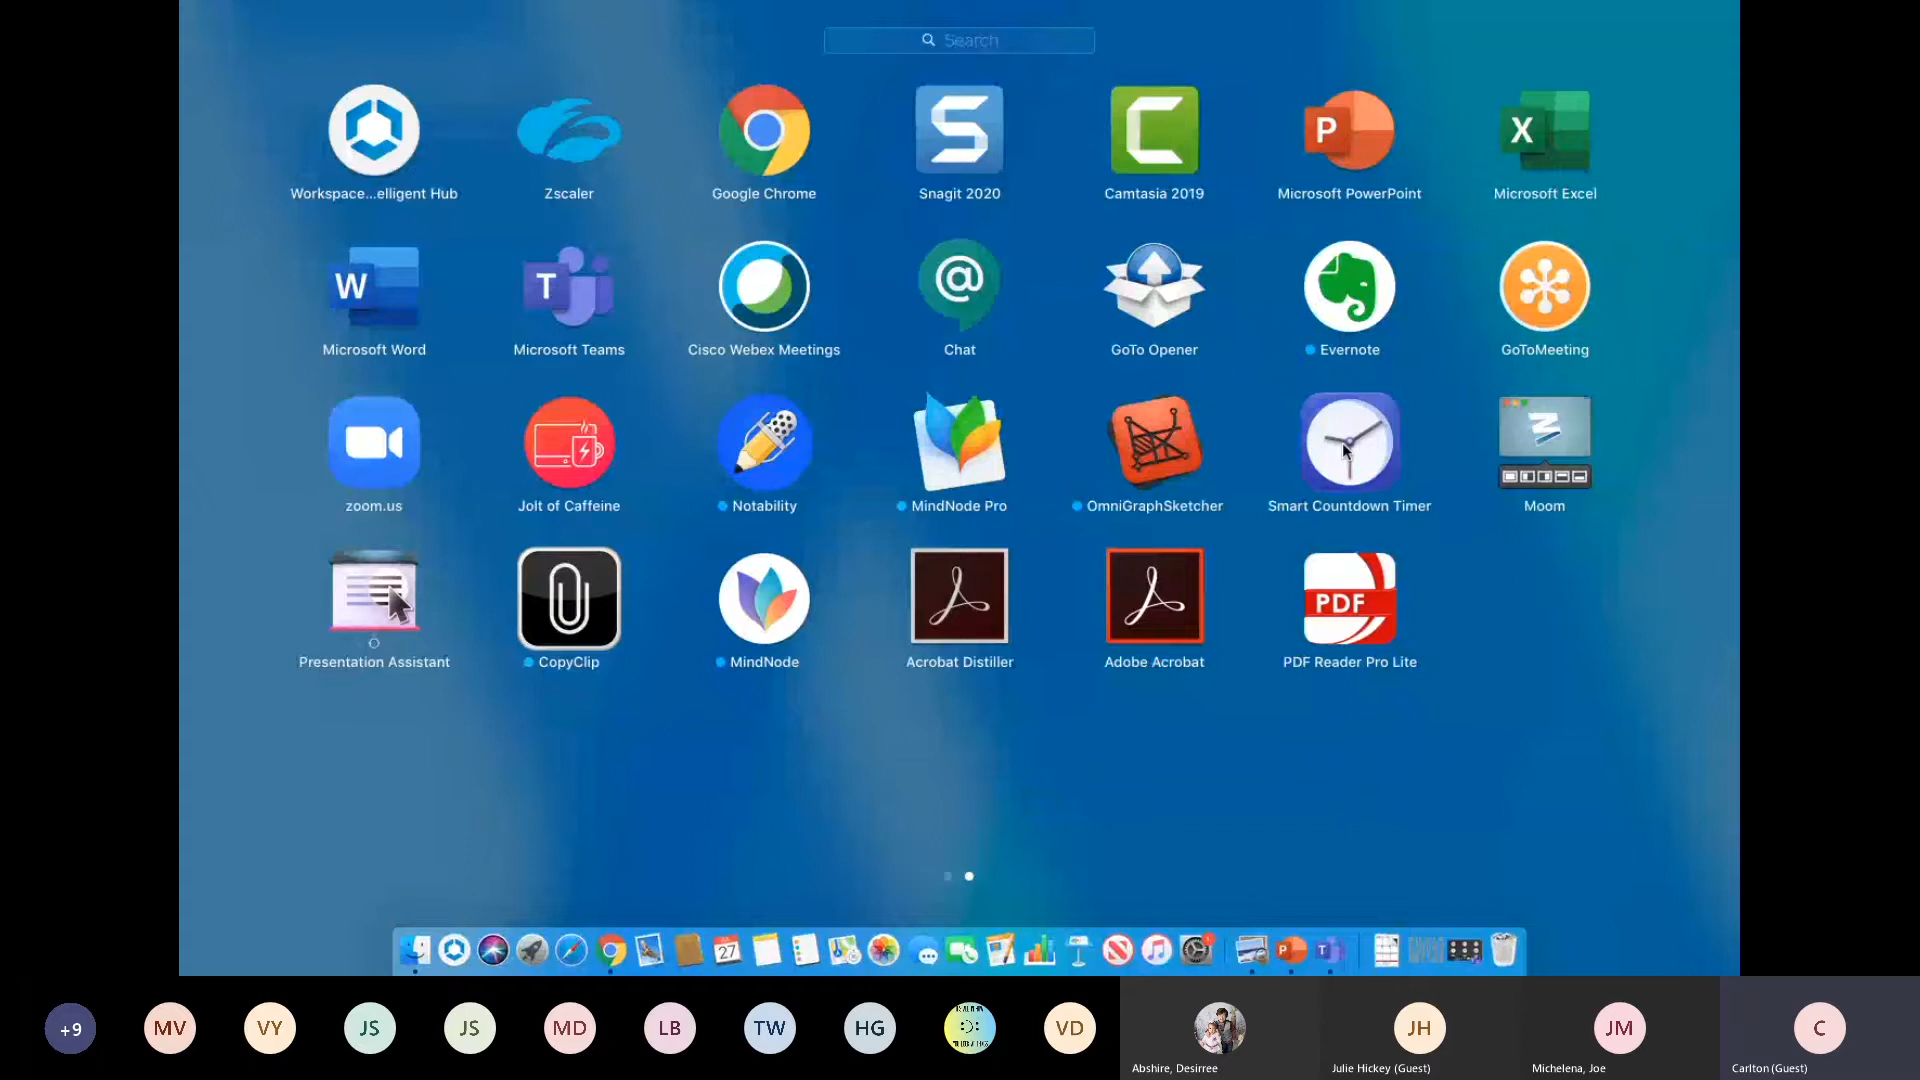 Search
Workspace...elligent Hub
Zscaler
Google Chrome
Snagit 2020
Camtasia 2019
P
Microsoft PowerPoint
X
Microsoft Excel
W
Microsoft Word
T
Microsoft Teams
Cisco Webex Meetings
@
Chat
GoTo Opener
Evernote
GoToMeeting
zoom.us
Jolt of Caffeine
Notability
MindNode Pro
OmniGraphSketcher
Smart Countdown Timer
M
Moom
Presentation Assistant
CopyClip
MindNode
Acrobat Distiller
Adobe Acrobat
PDF
PDF Reader Pro Lite
27
P
T
+9
MV
VY
JS
JS
MD
LB
TW
HG
VD
Abshire, Desirree
JH
Julie Hickey (Guest)
JM
Michelena, Joe
C
Carlton (Guest)